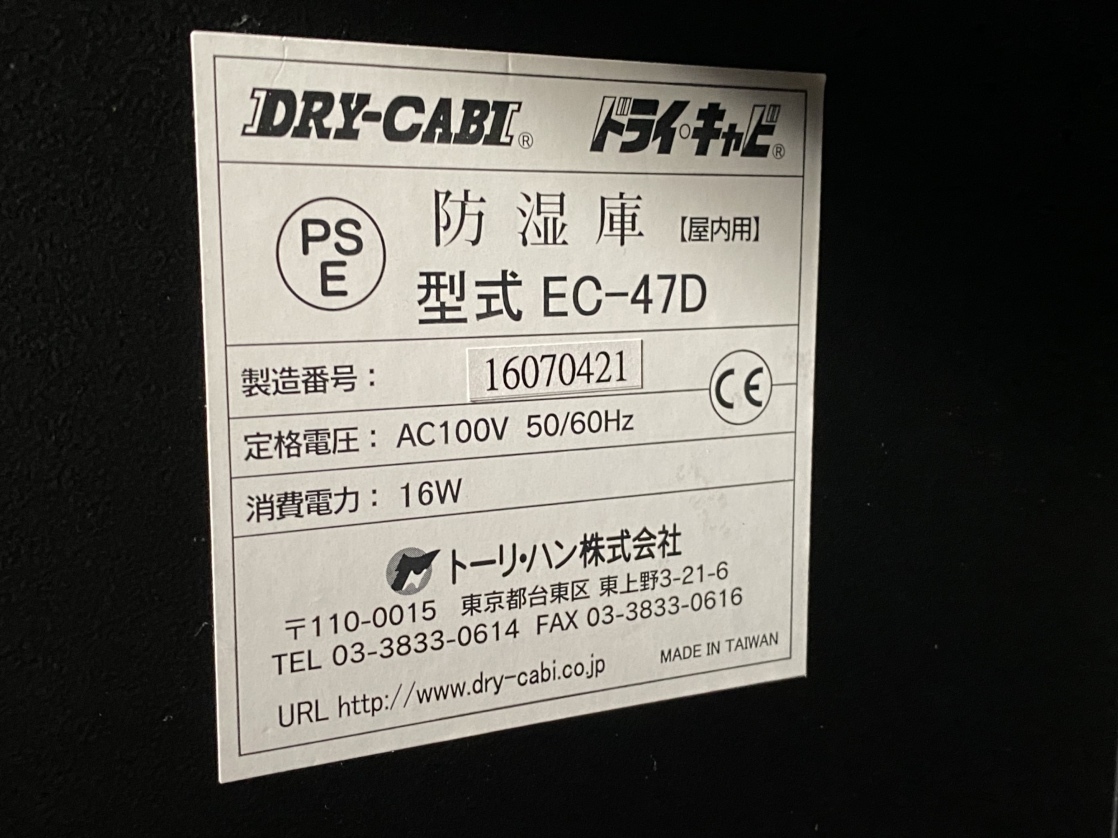 DRY-CABI® ドライ・キャビ®
PSE 防湿庫 【屋内用】
型式 EC-47D
製造番号： 16070421
CE
定格電圧： AC100V 50/60Hz
消費電力： 16W
トーリ・ハン株式会社
〒110-0015 東京都台東区 東上野3-21-6
TEL 03-3833-0614 FAX 03-3833-0616
URL http://www.dry-cabi.co.jp MADE IN TAIWAN